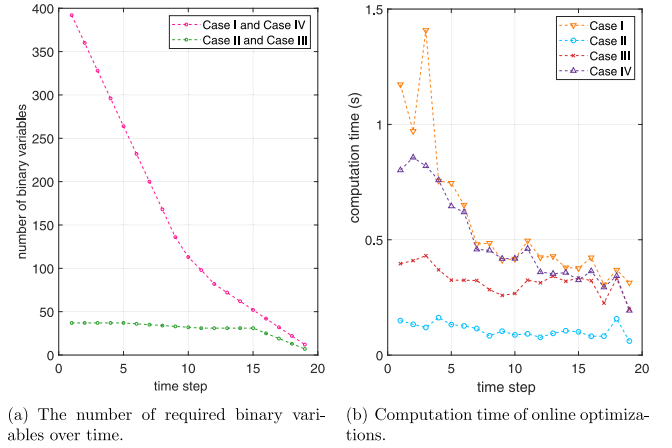 400
350
300
250
200
150
100
50
0
0
5
10
15
20
number of binary variables
time step
Case I and Case IV
Case II and Case III
1.5
1
0.5
0
0
5
10
15
20
computation time (s)
time step
Case I
Case II
Case III
Case IV
(a) The number of required binary vari-
ables over time.
(b) Computation time of online optimiza-
tions.